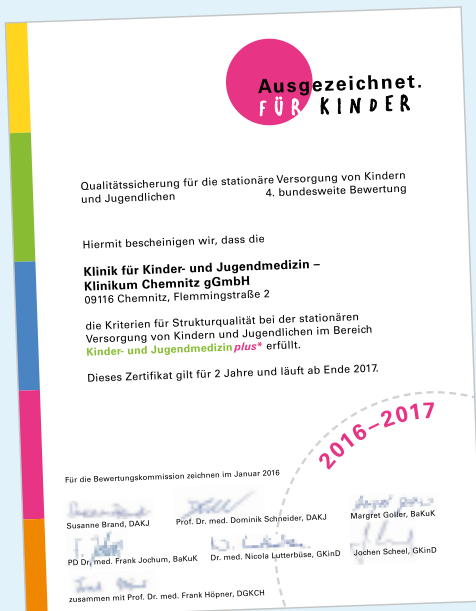 Ausgezeichnet.
FÜR KINDER
Qualitätssicherung für die stationäre Versorgung von Kindern
und Jugendlichen 4. bundesweite Bewertung
Hiermit bescheinigen wir, dass die
Klinik für Kinder- und Jugendmedizin –
Klinikum Chemnitz gGmbH
09116 Chemnitz, Flemmingstraße 2
die Kriterien für Strukturqualität bei der stationären
Versorgung von Kindern und Jugendlichen im Bereich
Kinder- und Jugendmedizin plus* erfüllt.
Dieses Zertifikat gilt für 2 Jahre und läuft ab Ende 2017.
2016–2017
Für die Bewertungskommission zeichnen im Januar 2016
Susanne Brand, DAKJ Prof. Dr. med. Dominik Schneider, DAKJ Margret Golfer, BaKuK
PD Dr, med. Frank Jochum, BaKuK Dr. med. Nicola Lutterbüse, GKinD Jochen Scheel, GKinD
zusammen mit Prof. Dr. med. Frank Höpner, DGKCH